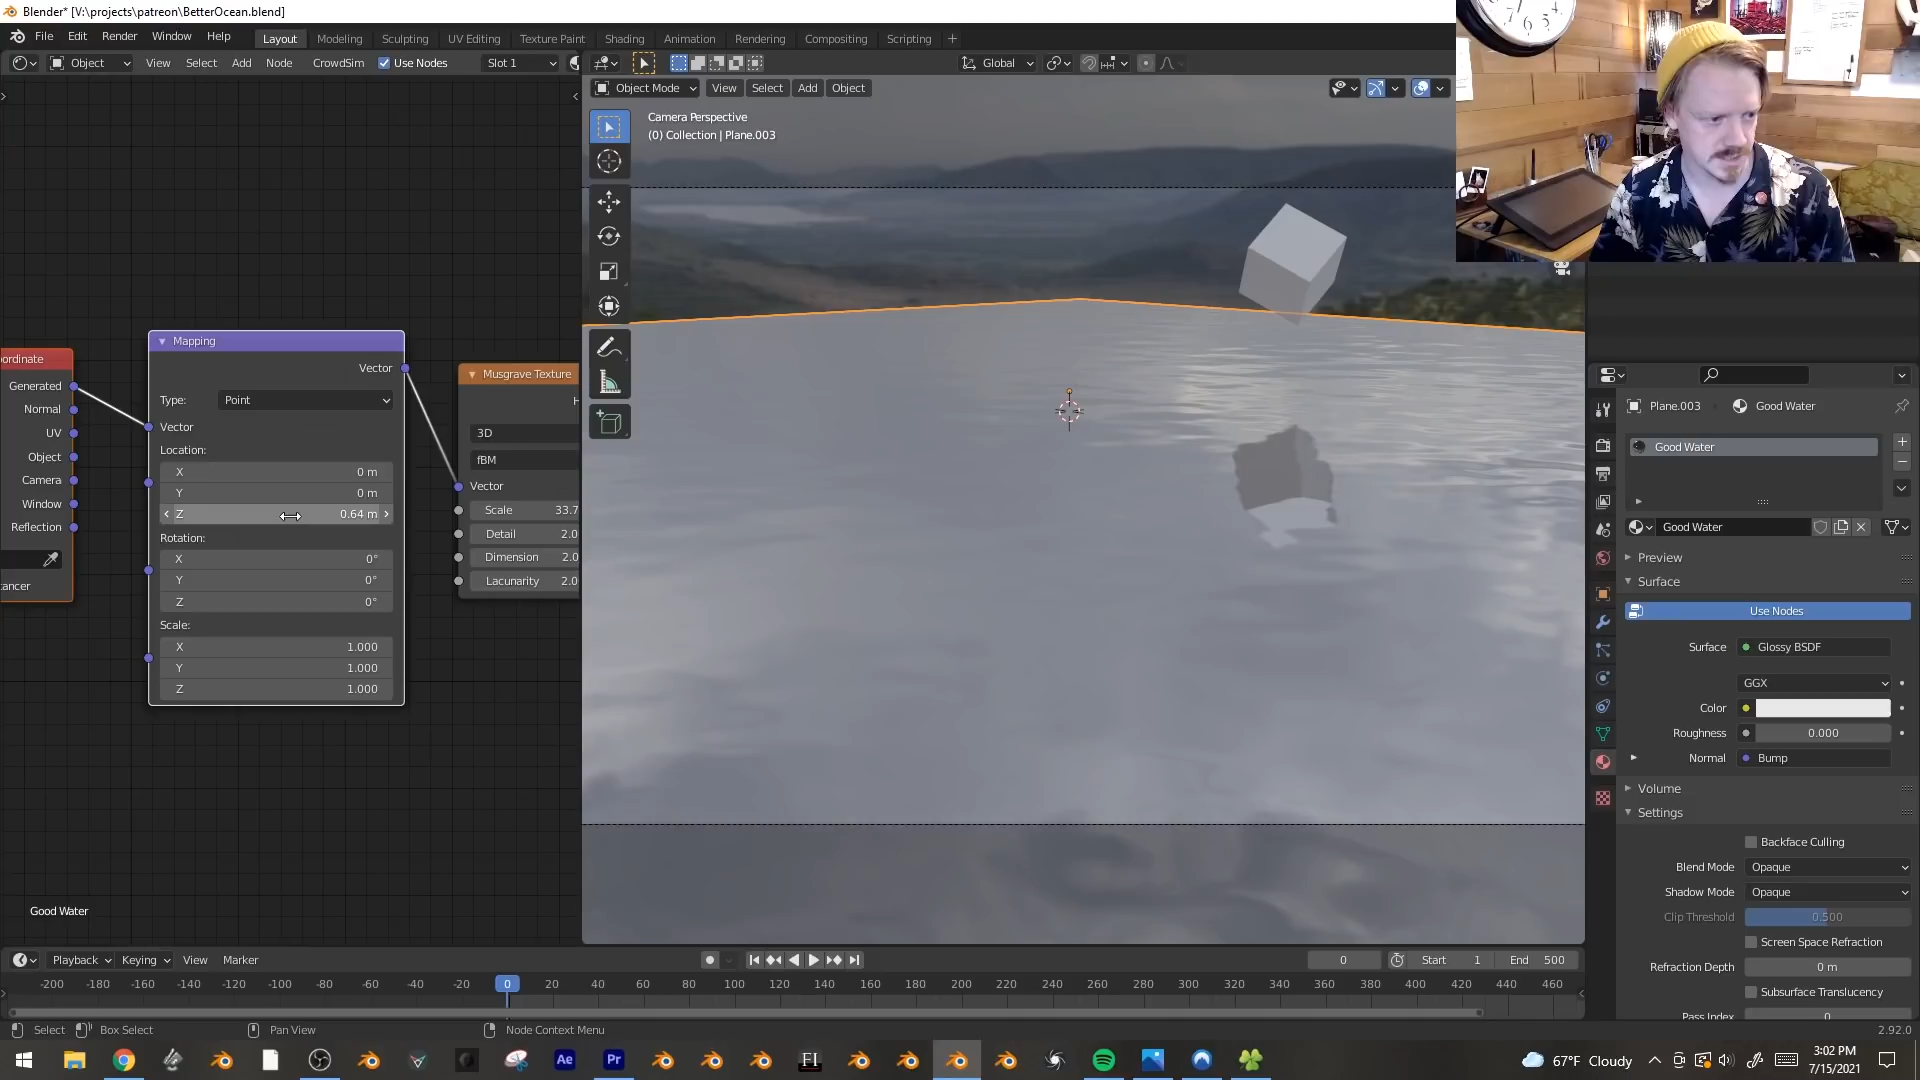 Blender* [V:\projects\patreon\BetterOcean.blend]
File Edit Render Window Help Layout Modeling Sculpting UV Editing Texture Paint Shading Animation Rendering Compositing Scripting +
Object View Select Add Node CrowdSim Use Nodes Slot 1 Global
Object Mode View Select Add Object
Camera Perspective
(0) Collection | Plane.003
ordinate
Generated
Normal
UV
Object
Camera
Window
Reflection
ancer
Mapping
Vector
Type: Point
Vector
Location:
X 0 m
Y 0 m
Z 0.64 m
Rotation:
X 0°
Y 0°
Z 0°
Scale:
X 1.000
Y 1.000
Z 1.000
Musgrave Texture
H
3D
fBM
Vector
Scale 33.7
Detail 2.0
Dimension 2.0
Lacunarity 2.0
Good Water
Plane.003 Good Water
Good Water
Good Water
Preview
Surface
Use Nodes
Surface Glossy BSDF
GGX
Color
Roughness 0.000
Normal Bump
Volume
Settings
Backface Culling
Blend Mode Opaque
Shadow Mode Opaque
Clip Threshold 0.500
Screen Space Refraction
Refraction Depth 0 m
Subsurface Translucency
Pass Index 0
Playback Keying View Marker 0 Start 1 End 500
-200 -180 -160 -140 -120 -100 -80 -60 -40 -20 0 20 40 60 80 100 120 140 160 180 200 220 240 260 280 300 320 340 360 380 400 420 440 460
Select Box Select Pan View Node Context Menu 2.92.0
Ae Pr FI 67°F Cloudy 3:02 PM
7/15/2021